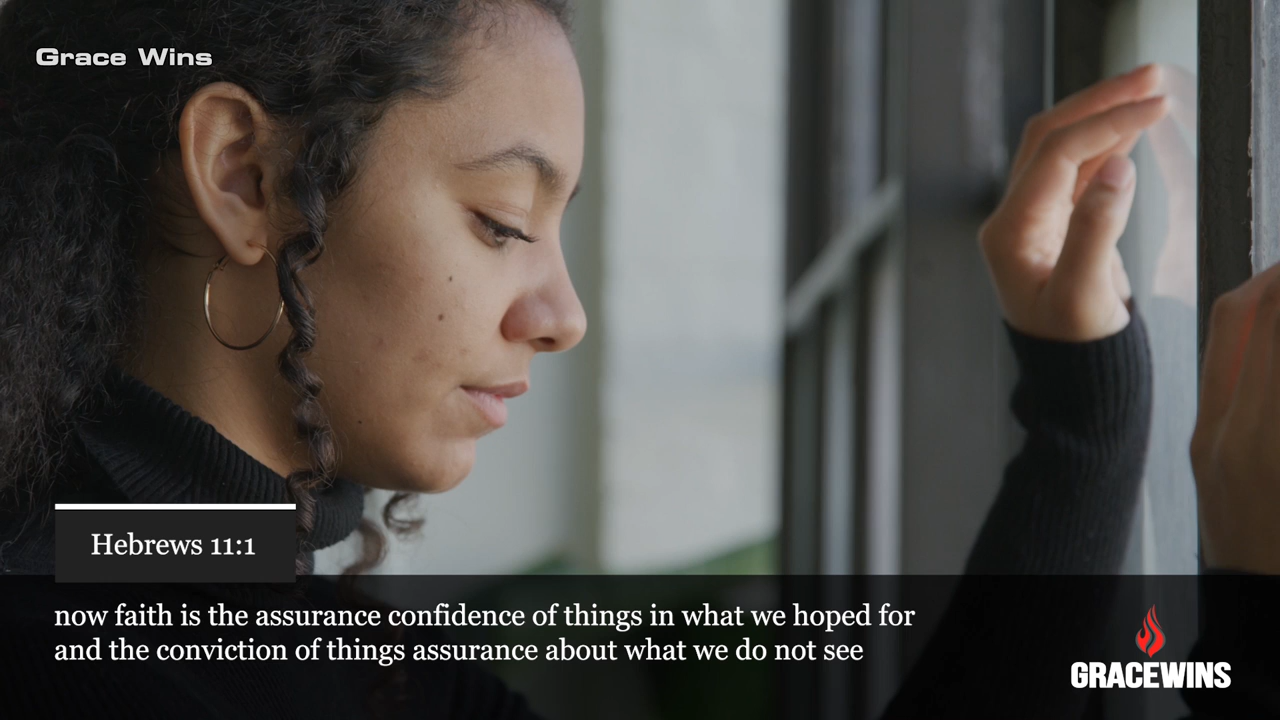 Grace Wins
Hebrews 11:1
now faith is the assurance confidence of things in what we hoped for
and the conviction of things assurance about what we do not see
GRACEWINS